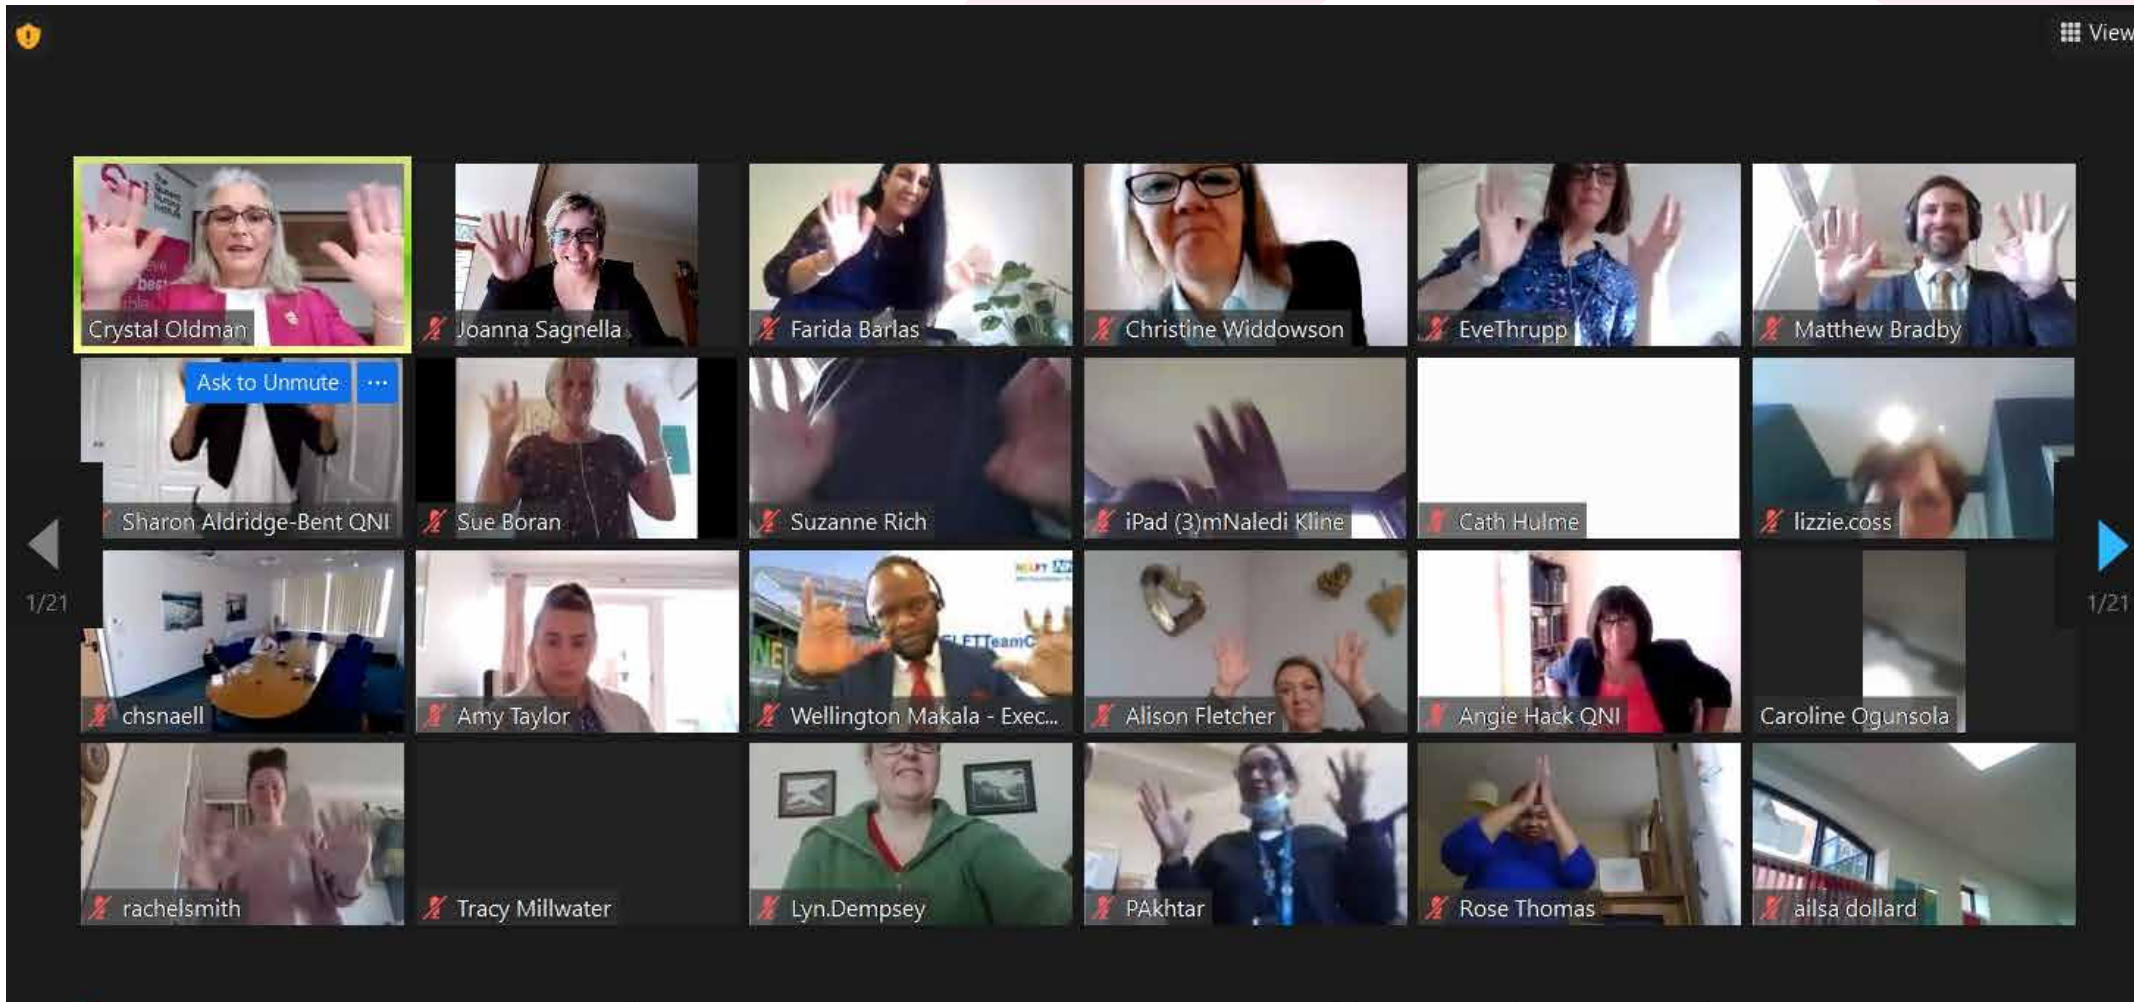 View
Crystal Oldman
Joanna Sagnella
Farida Barlas
Christine Widdowson
EveThrupp
Matthew Bradby
Ask to Unmute ...
Sharon Aldridge-Bent QNI
Sue Boran
Suzanne Rich
iPad (3)mNaledi Kline
Cath Hulme
lizzie.coss
1/21
1/21
chsnaell
Amy Taylor
Wellington Makala - Exec...
Alison Fletcher
Angie Hack QNI
Caroline Ogunsola
rachelsmith
Tracy Millwater
Lyn.Dempsey
PAkhtar
Rose Thomas
ailsa dollard